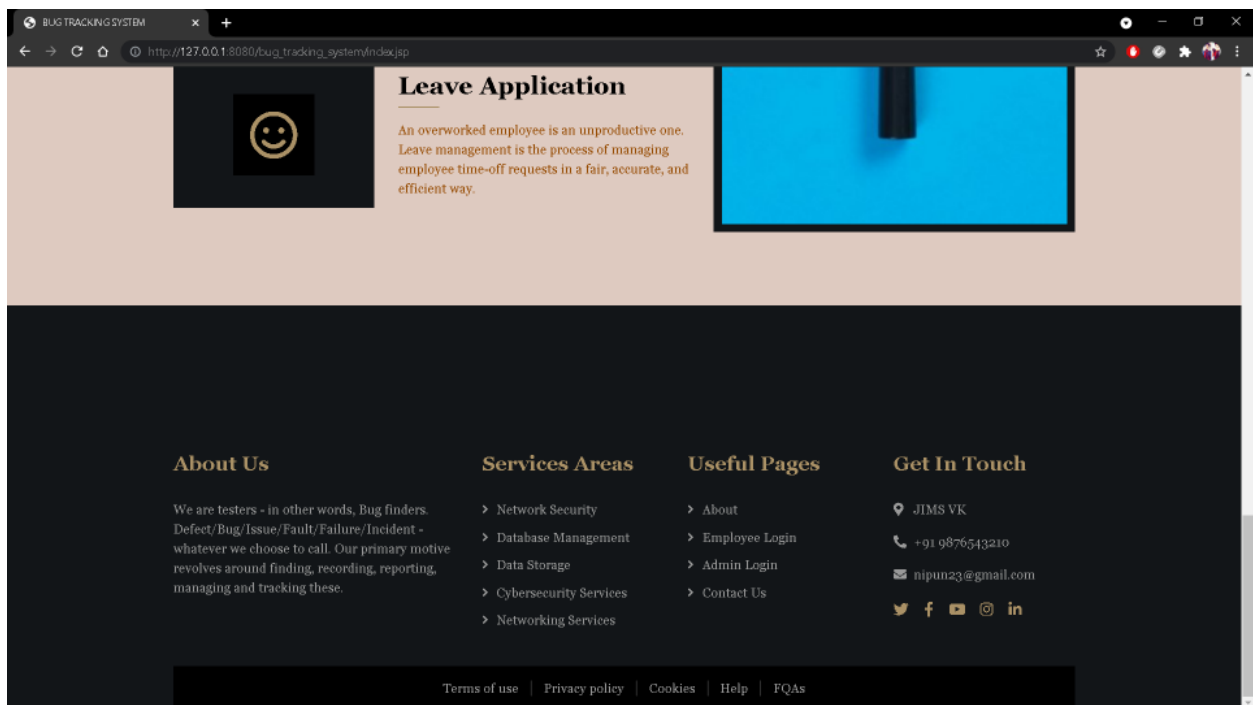 BUG TRACKING SYSTEM
http://127.0.0.1:8080/bug_tracking_system/index.jsp
Leave Application
An overworked employee is an unproductive one.
Leave management is the process of managing
employee time-off requests in a fair, accurate, and
efficient way.
About Us
We are testers - in other words, Bug finders.
Defect/Bug/Issue/Fault/Failure/Incident -
whatever we choose to call. Our primary motive
revolves around finding, recording, reporting,
managing and tracking these.
Services Areas
Network Security
Database Management
Data Storage
Cybersecurity Services
Networking Services
Useful Pages
About
Employee Login
Admin Login
Contact Us
Get In Touch
JIMS VK
+91 9876543210
nipun23@gmail.com
Terms of use | Privacy policy | Cookies | Help | FQAs